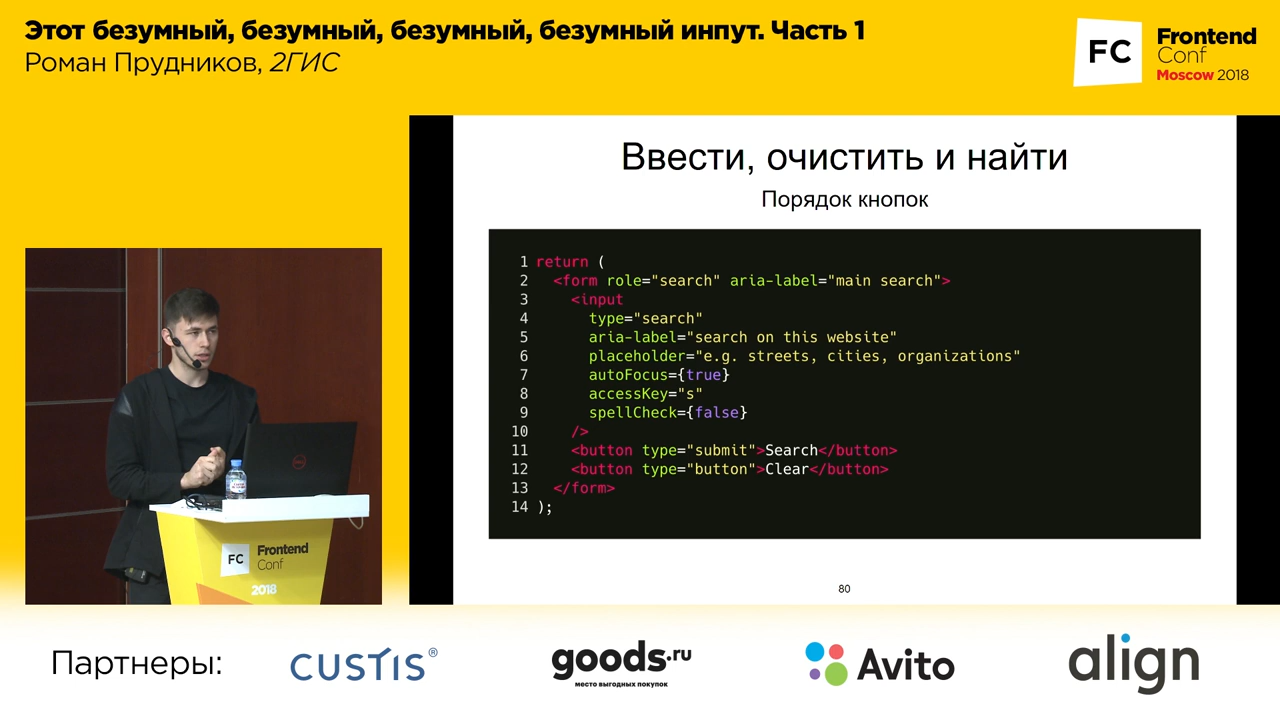 Этот безумный, безумный, безумный, безумный инпут. Часть 1
Роман Прудников, 2ГИС
FC
Frontend
Conf
Moscow 2018
Ввести, очистить и найти
Порядок кнопок
1 return (
2 <form role="search" aria-label="main search">
3 <input
4 type="search"
5 aria-label="search on this website"
6 placeholder="e.g. streets, cities, organizations"
7 autoFocus={true}
8 accessKey="s"
9 spellCheck={false}
10 />
11 <button type="submit">Search</button>
12 <button type="button">Clear</button>
13 </form>
14 );
80
FC
Frontend
Conf
2018
Партнеры:
CUSTIS®
goods.ru
место выгодных покупок
Avito
align